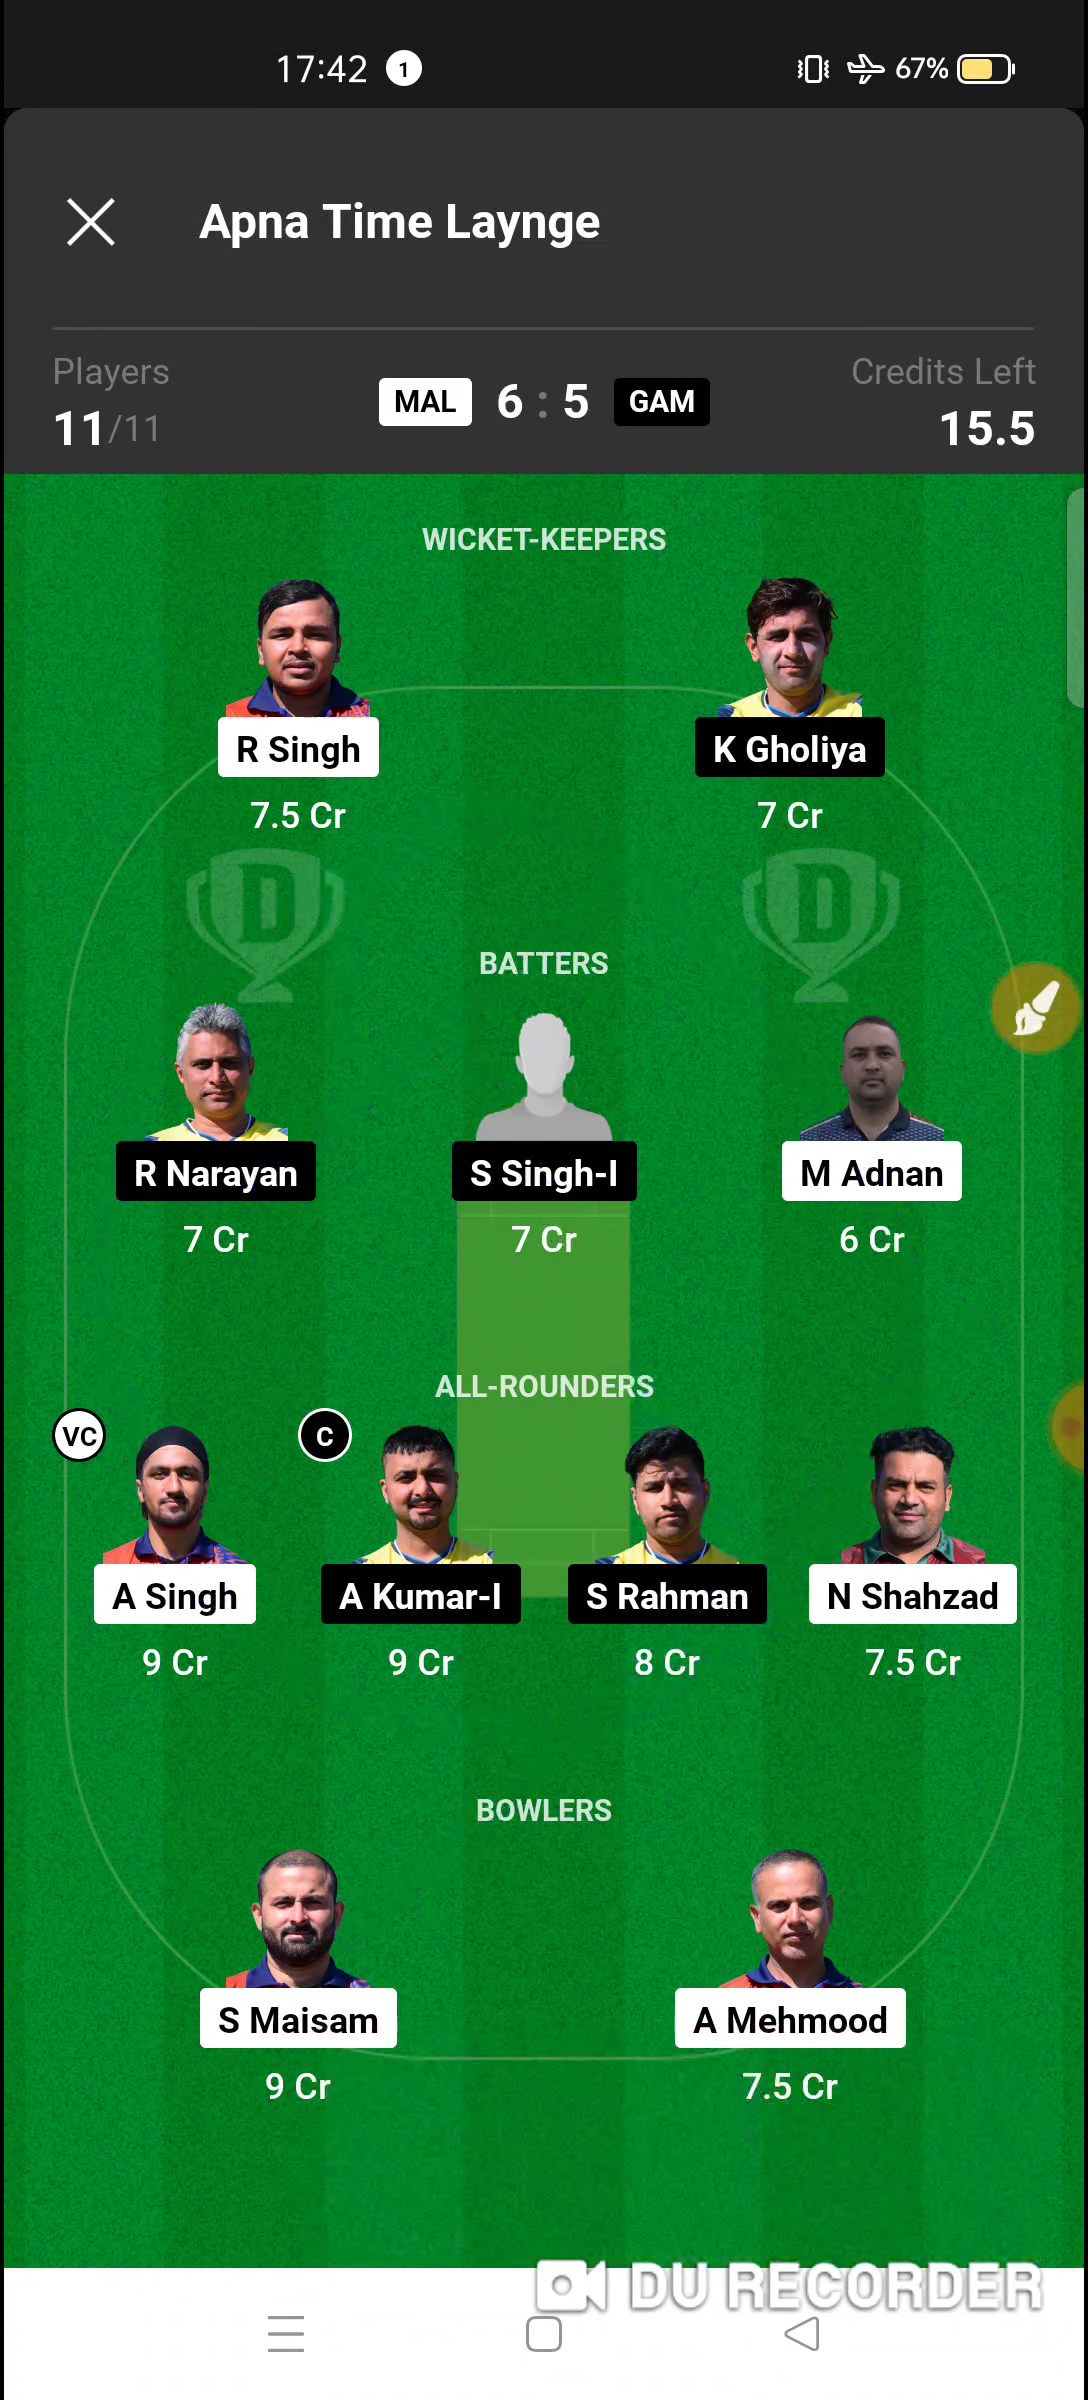 17:42 1 67%
Apna Time Laynge
Players Credits Left
11/11 MAL 6 : 5 GAM 15.5
WICKET-KEEPERS
R Singh K Gholiya
7.5 Cr 7 Cr
D D
BATTERS
R Narayan S Singh-I M Adnan
7 Cr 7 Cr 6 Cr
ALL-ROUNDERS
VC C
A Singh A Kumar-I S Rahman N Shahzad
9 Cr 9 Cr 8 Cr 7.5 Cr
BOWLERS
S Maisam A Mehmood
9 Cr 7.5 Cr
DU RECORDER